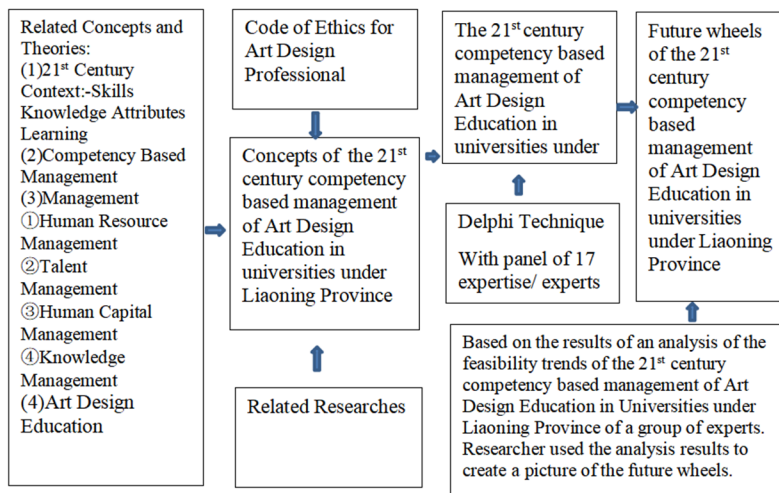 Related Concepts and
Theories:
(1)21st Century
Context:-Skills
Knowledge Attributes
Learning
(2)Competency Based
Management
(3)Management
①Human Resource
Management
②Talent
Management
③Human Capital
Management
④Knowledge
Management
(4)Art Design
Education
Code of Ethics for
Art Design
Professional
Concepts of the 21st
century competency
based management
of Art Design
Education in
universities under
Liaoning Province
Related Researches
The 21st century
competency based
management of
Art Design
Education in
universities under
Delphi Technique
With panel of 17
expertise/ experts
Future wheels
of the 21st
century
competency
based
management
of Art Design
Education in
universities
under Liaoning
Province
Based on the results of an analysis of the
feasibility trends of the 21st century
competency based management of Art
Design Education in Universities under
Liaoning Province of a group of experts.
Researcher used the analysis results to
create a picture of the future wheels.